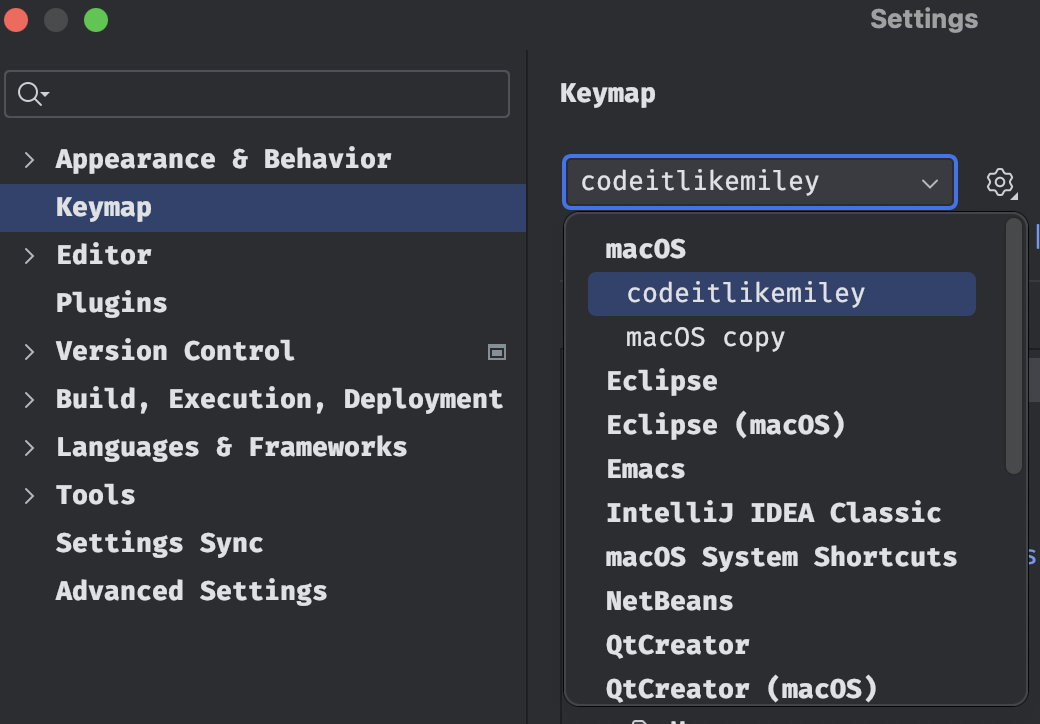 Settings
Appearance & Behavior
Keymap
Editor
Plugins
Version Control
Build, Execution, Deployment
Languages & Frameworks
Tools
Settings Sync
Advanced Settings
Keymap
codeitlikemiley
macOS
codeitlikemiley
macOS copy
Eclipse
Eclipse (macOS)
Emacs
IntelliJ IDEA Classic
macOS System Shortcuts
NetBeans
QtCreator
QtCreator (macOS)